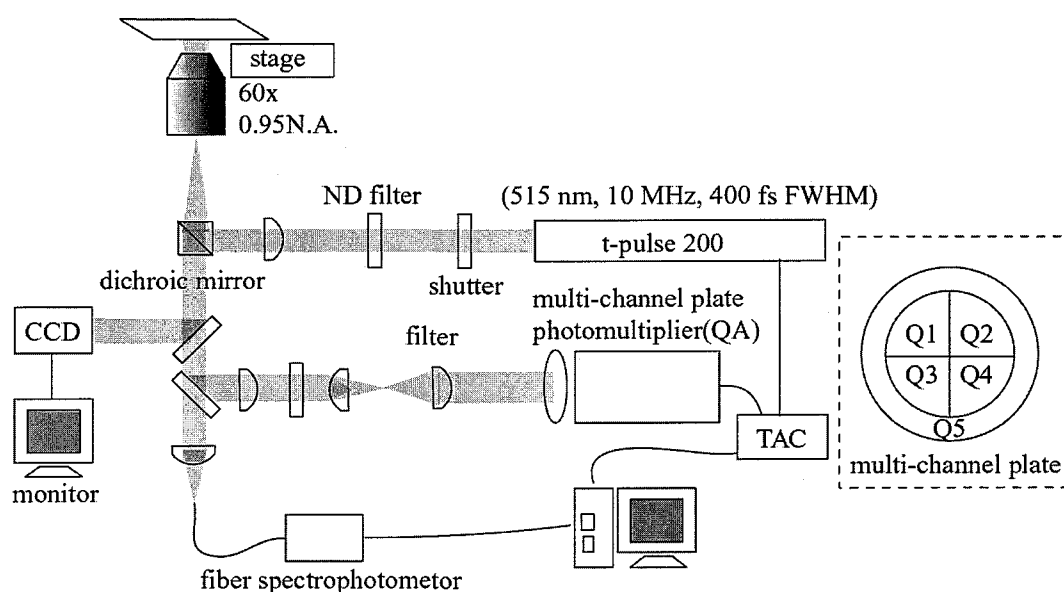 stage
60x
0.95N.A.
ND filter
(515 nm, 10 MHz, 400 fs FWHM)
t-pulse 200
dichroic mirror
shutter
multi-channel plate
photomultiplier(QA)
CCD
filter
Q1
Q2
Q3
Q4
Q5
TAC
multi-channel plate
monitor
fiber spectrophotometor